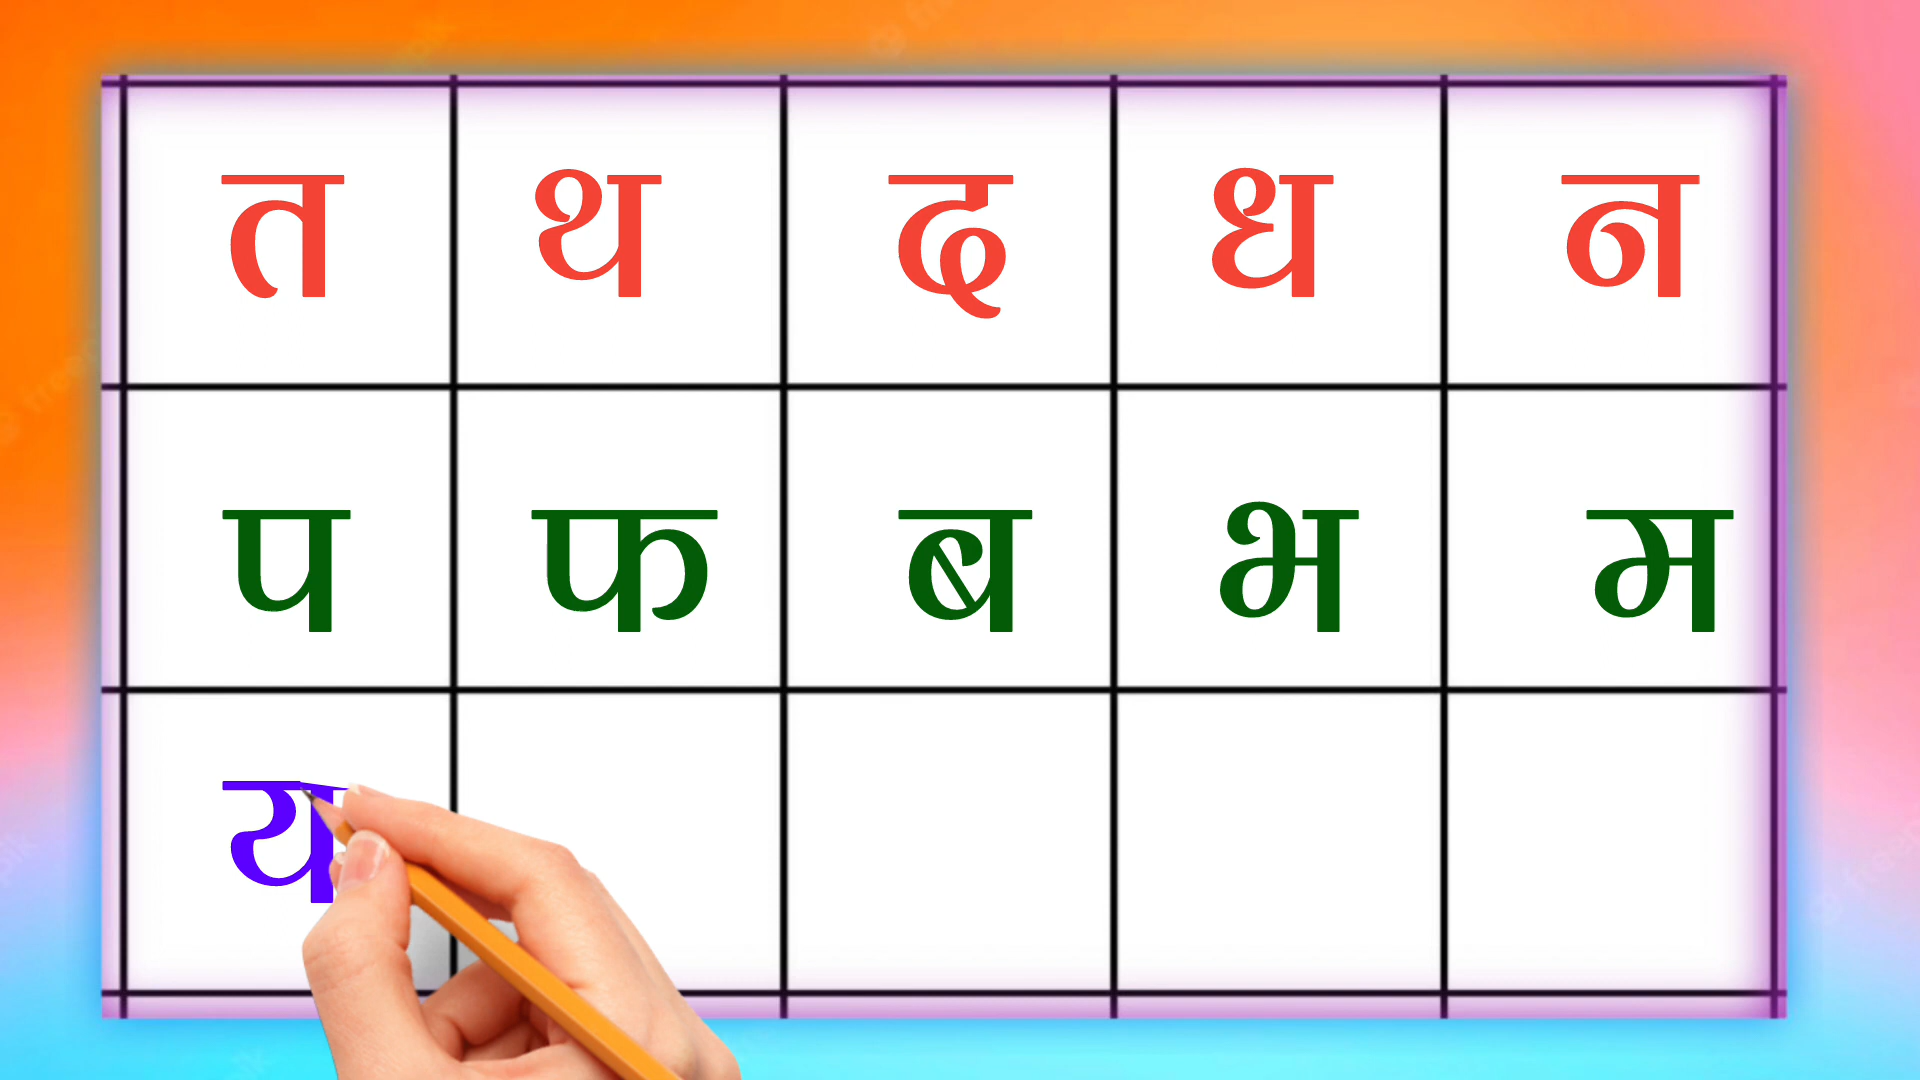 त थ द ध न
प फ ब भ म
य